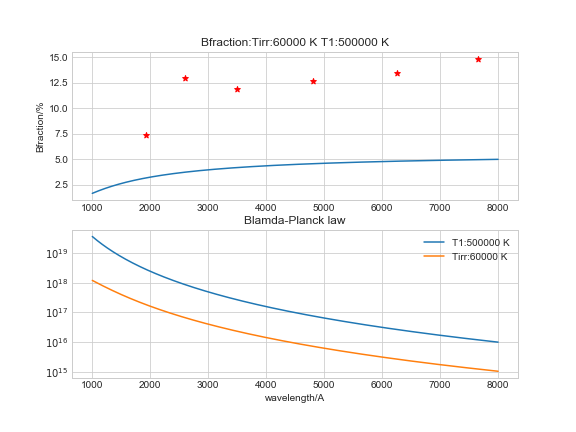 Bfraction:Tirr:60000 K T1:500000 K
Bfraction/%
15.0
12.5
10.0
7.5
5.0
2.5
1000 2000 3000 4000 5000 6000 7000 8000
Blamda-Planck law
T1:500000 K
Tirr:60000 K
10¹⁹
10¹⁸
10¹⁷
10¹⁶
10¹⁵
1000 2000 3000 4000 5000 6000 7000 8000
wavelength/A